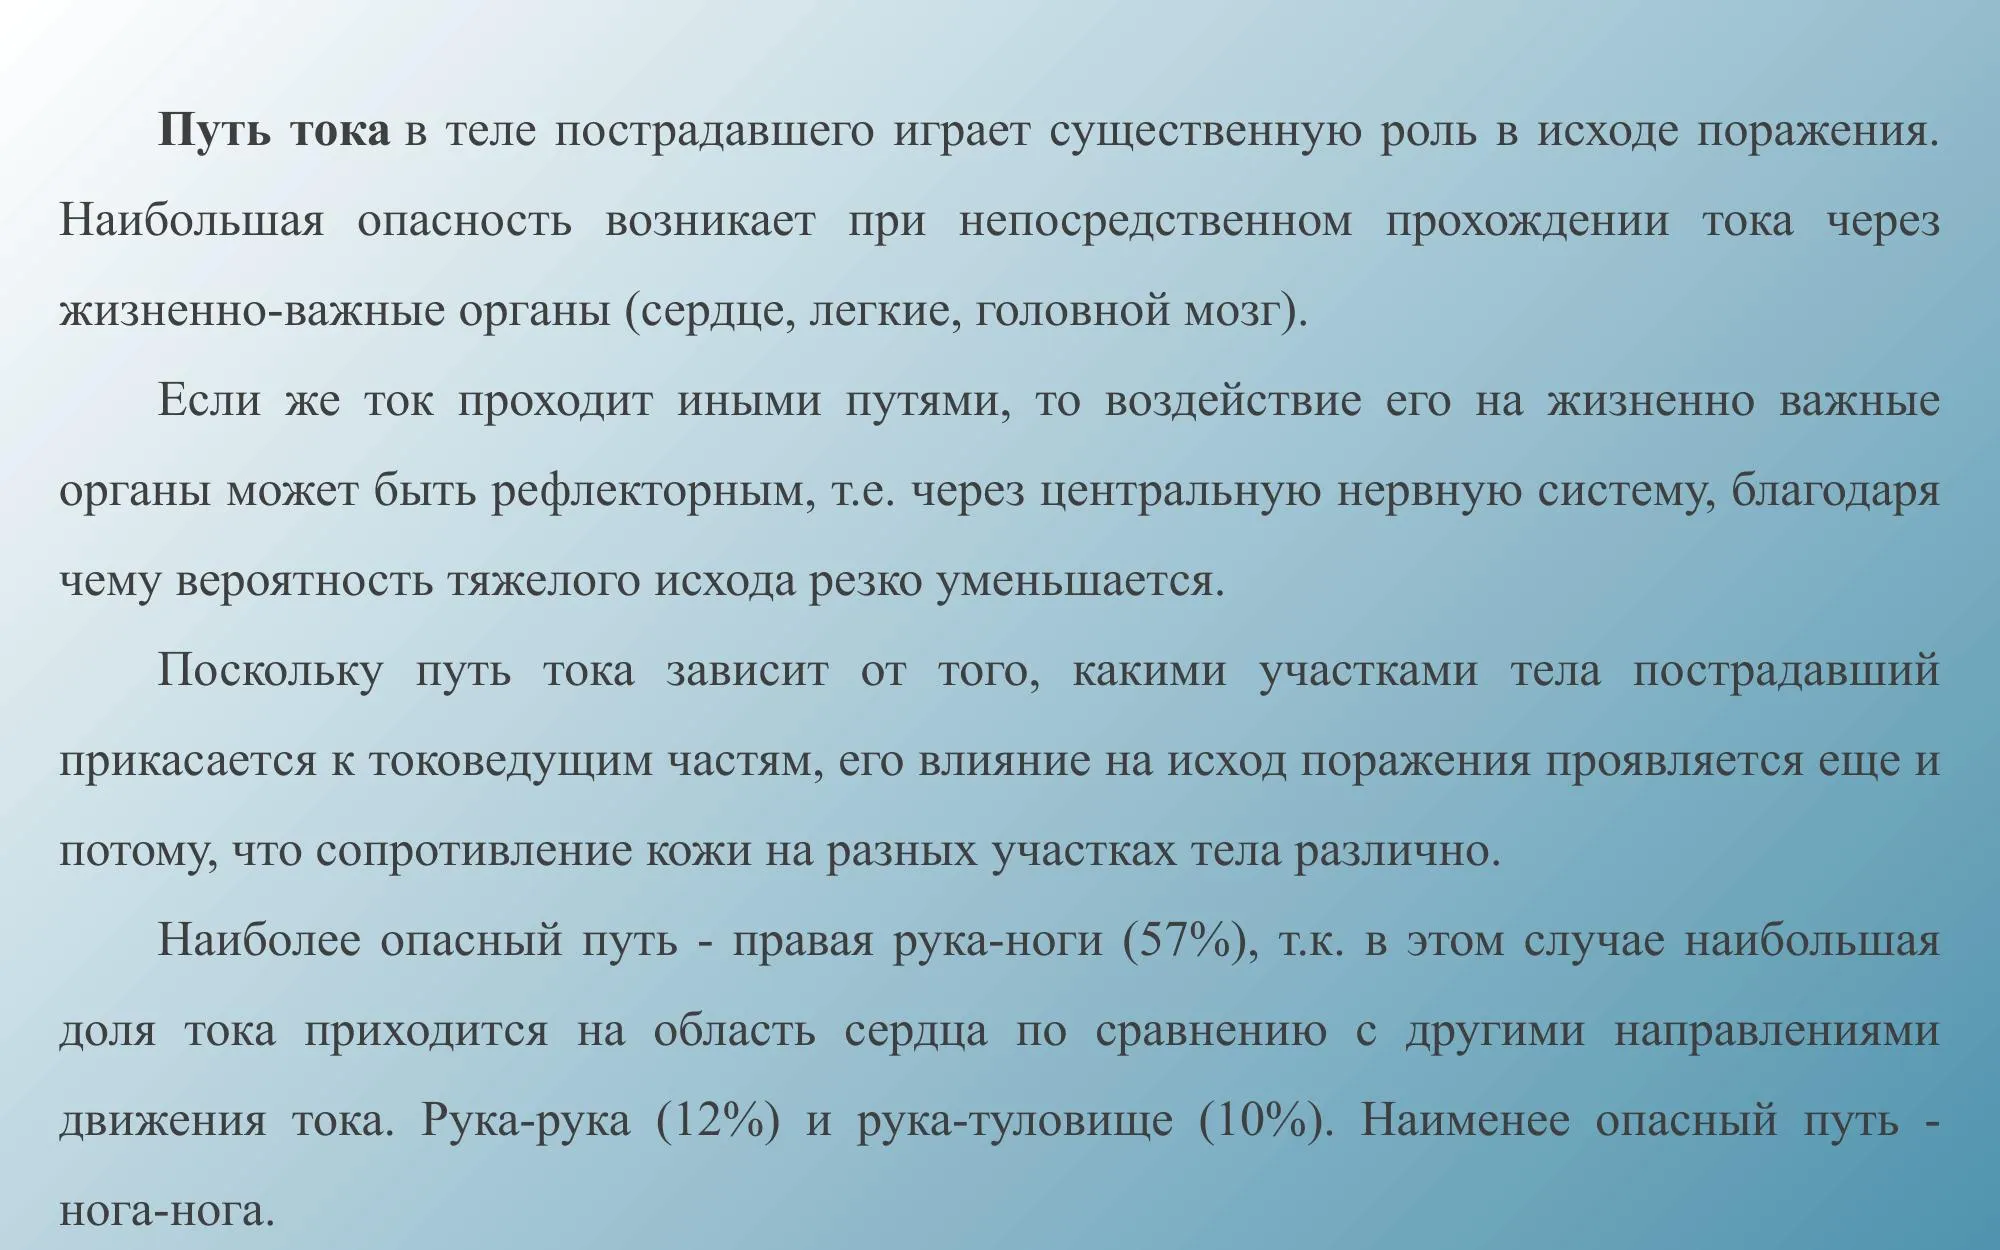 Путь тока в теле пострадавшего играет существенную роль в исходе поражения.
Наибольшая опасность возникает при непосредственном прохождении тока через
жизненно-важные органы (сердце, легкие, головной мозг).
Если же ток проходит иными путями, то воздействие его на жизненно важные
органы может быть рефлекторным, т.е. через центральную нервную систему, благодаря
чему вероятность тяжелого исхода резко уменьшается.
Поскольку путь тока зависит от того, какими участками тела пострадавший
прикасается к токоведущим частям, его влияние на исход поражения проявляется еще и
потому, что сопротивление кожи на разных участках тела различно.
Наиболее опасный путь - правая рука-ноги (57%), т.к. в этом случае наибольшая
доля тока приходится на область сердца по сравнению с другими направлениями
движения тока. Рука-рука (12%) и рука-туловище (10%). Наименее опасный путь -
нога-нога.